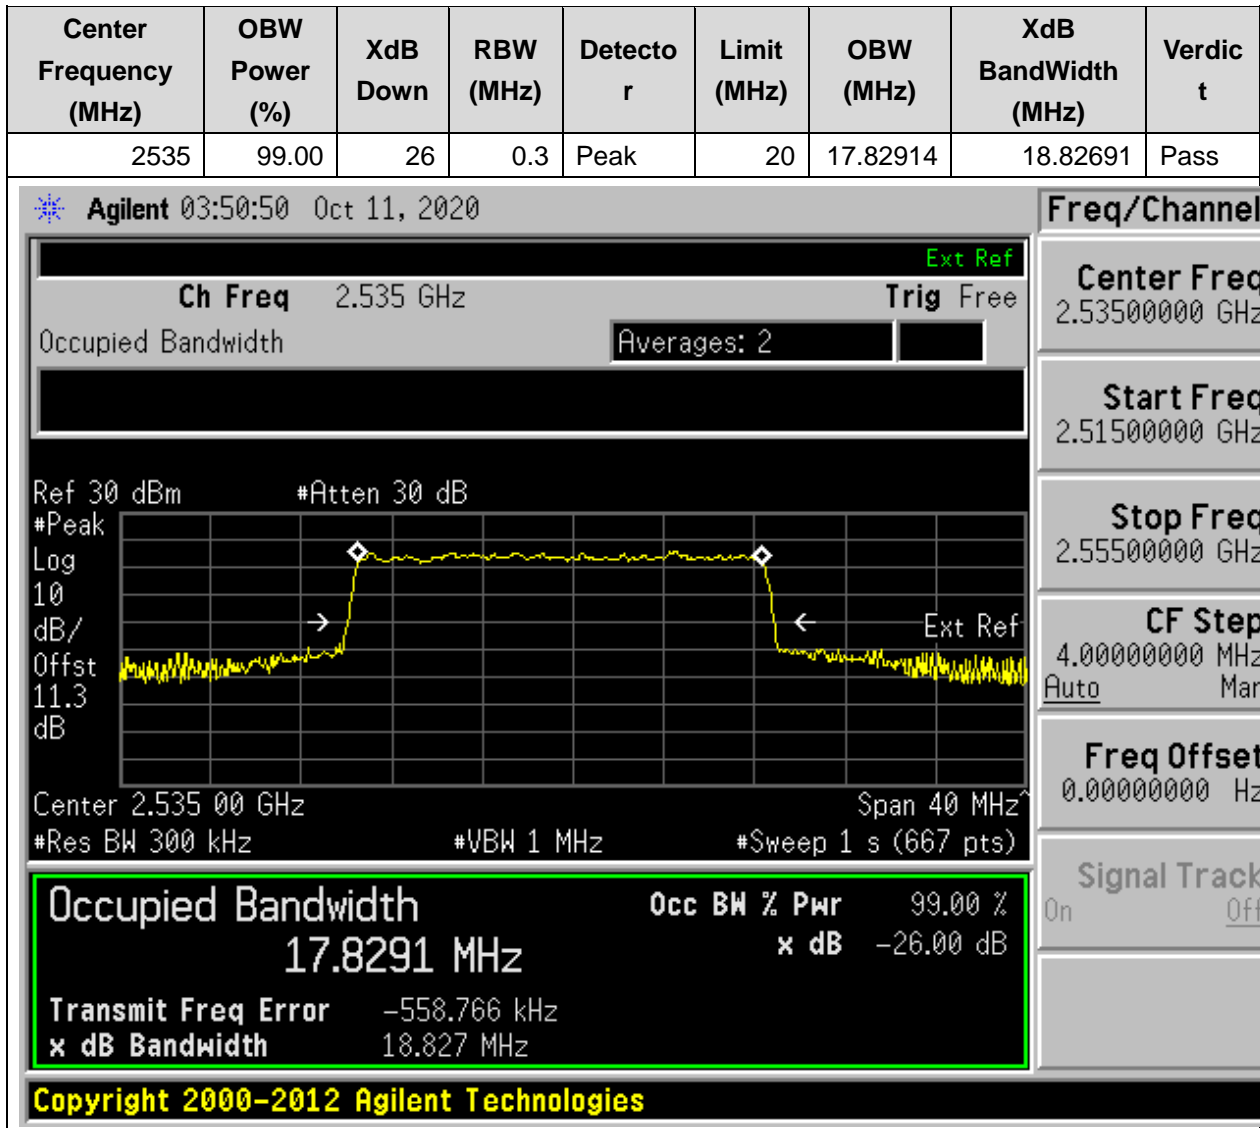 Center Frequency (MHz) OBW Power (%) XdB Down RBW (MHz) Detecto r Limit (MHz) OBW (MHz) XdB BandWidth (MHz) Verdic t
2535 99.00 26 0.3 Peak 20 17.82914 18.82691 Pass
Agilent 03:50:50 Oct 11, 2020
Freq/Channel
Ext Ref
Ch Freq 2.535 GHz Trig Free
Occupied Bandwidth Averages: 2
Center Freq
2.53500000 GHz
Start Freq
2.51500000 GHz
Stop Freq
2.55500000 GHz
CF Step
4.00000000 MHz
Auto Man
Freq Offset
0.00000000 Hz
Signal Track
On Off
Ref 30 dBm #Atten 30 dB
#Peak
Log
10
dB/
Offst
11.3
dB
Ext Ref
Center 2.535 00 GHz Span 40 MHz^
#Res BW 300 kHz #VBW 1 MHz #Sweep 1 s (667 pts)
Occupied Bandwidth
17.8291 MHz
Occ BW % Pwr 99.00 %
x dB -26.00 dB
Transmit Freq Error -558.766 kHz
x dB Bandwidth 18.827 MHz
Copyright 2000-2012 Agilent Technologies